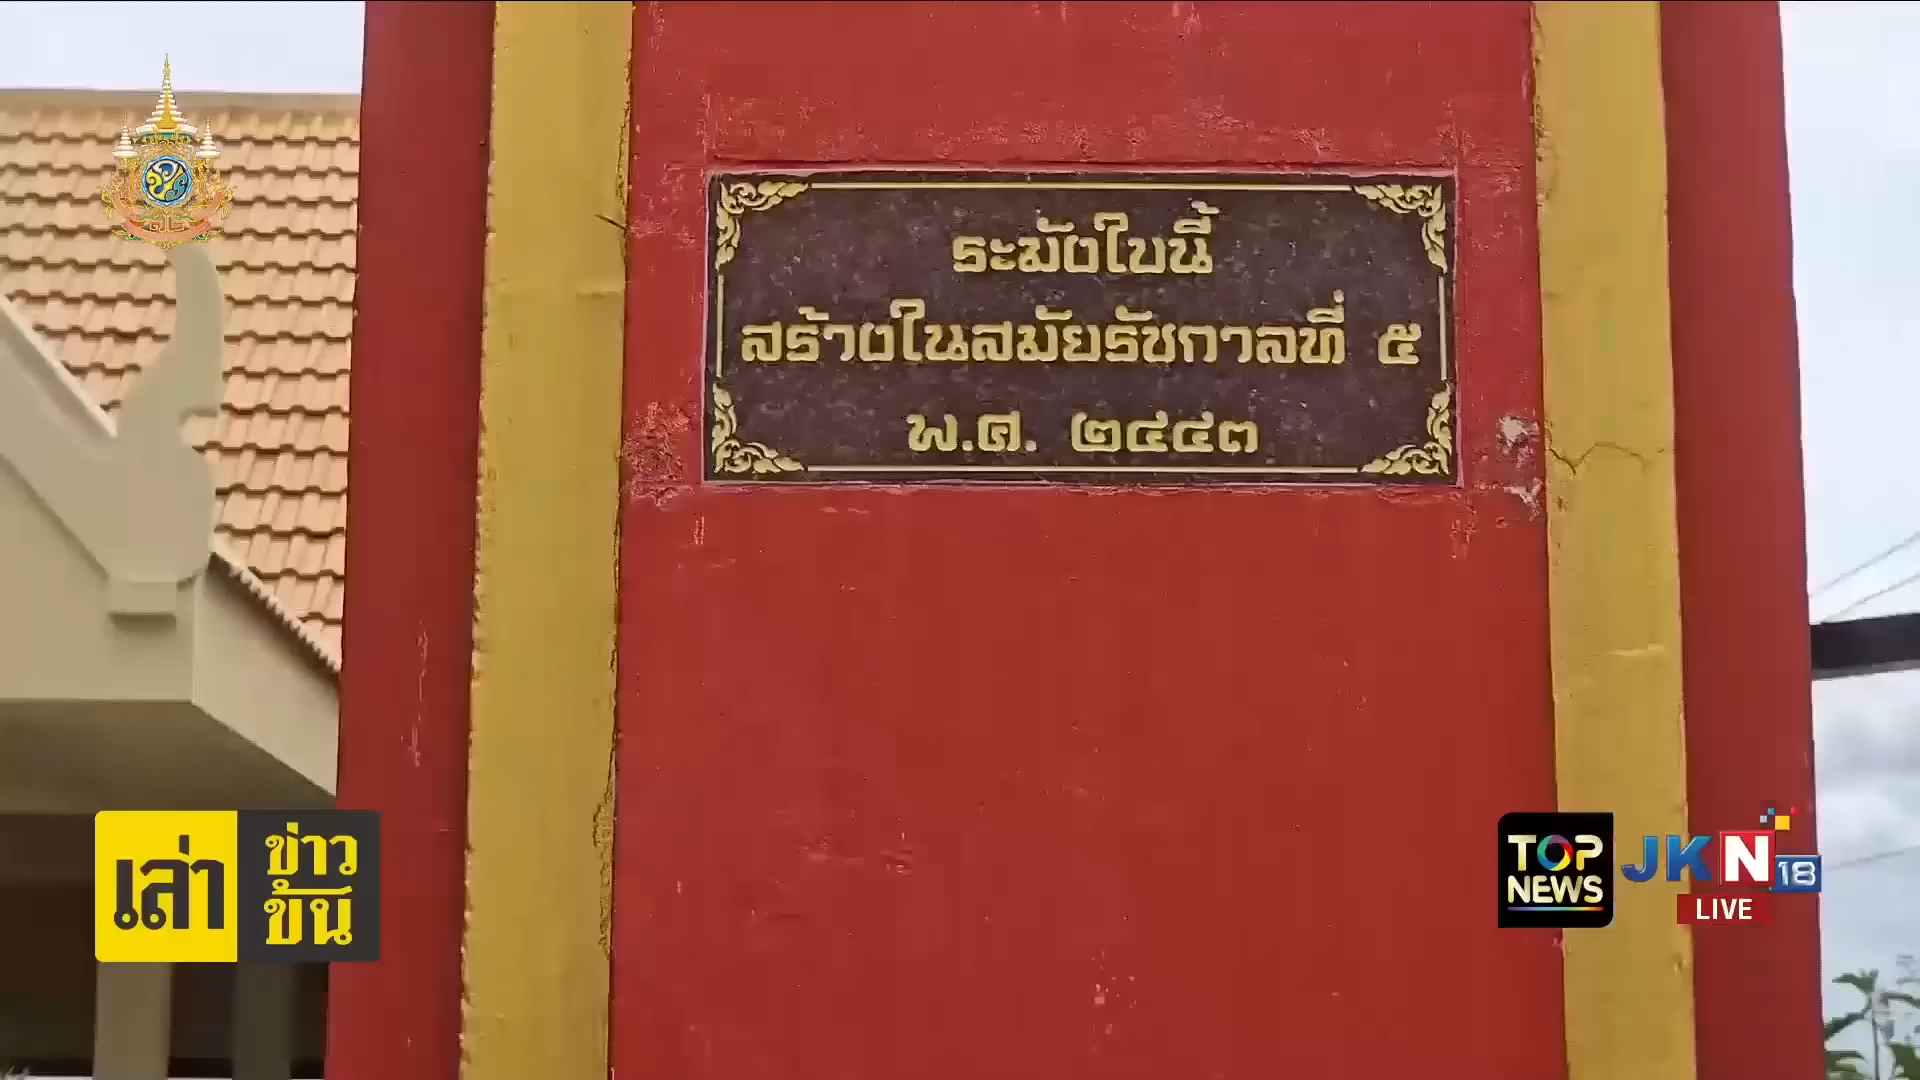 ระฆังใบนี้
สร้างในสมัยรัชกาลที่ ๕
พ.ศ. ๒๔๔๓
เล่า
ข่าว
ข้น
TOP
NEWS
JKN18
LIVE